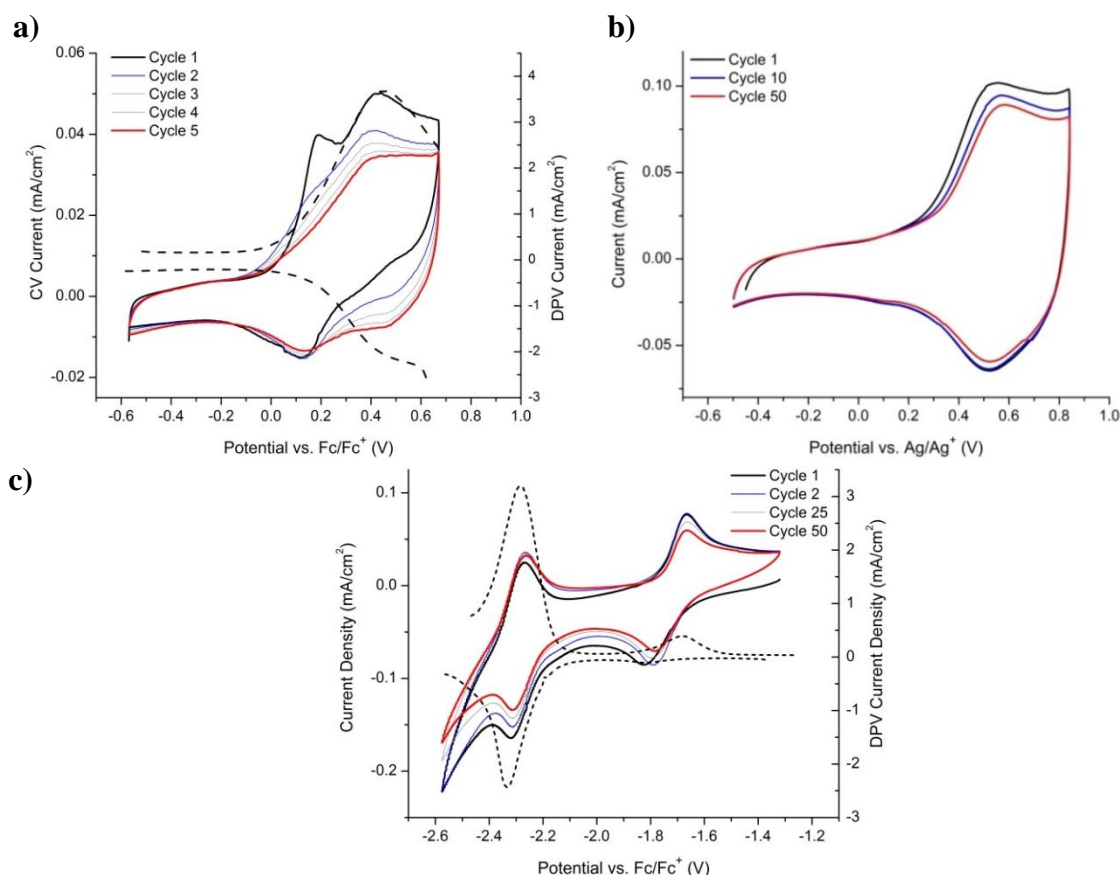 a)
b)
0.06
0.04
0.02
0.00
-0.02
CV Current (mA/cm²)
Cycle 1
Cycle 2
Cycle 3
Cycle 4
Cycle 5
4
3
2
1
0
-1
-2
-3
DPV Current (mA/cm²)
-0.6 -0.4 -0.2 0.0 0.2 0.4 0.6 0.8 1.0
Potential vs. Fc/Fc⁺ (V)
0.10
0.05
0.00
-0.05
Current (mA/cm²)
Cycle 1
Cycle 10
Cycle 50
-0.6 -0.4 -0.2 0.0 0.2 0.4 0.6 0.8 1.0
Potential vs. Ag/Ag⁺ (V)
c)
0.1
0.0
-0.1
-0.2
Current Density (mA/cm²)
Cycle 1
Cycle 2
Cycle 25
Cycle 50
3
2
1
0
-1
-2
-3
DPV Current Density (mA/cm²)
-2.6 -2.4 -2.2 -2.0 -1.8 -1.6 -1.4 -1.2
Potential vs. Fc/Fc⁺ (V)